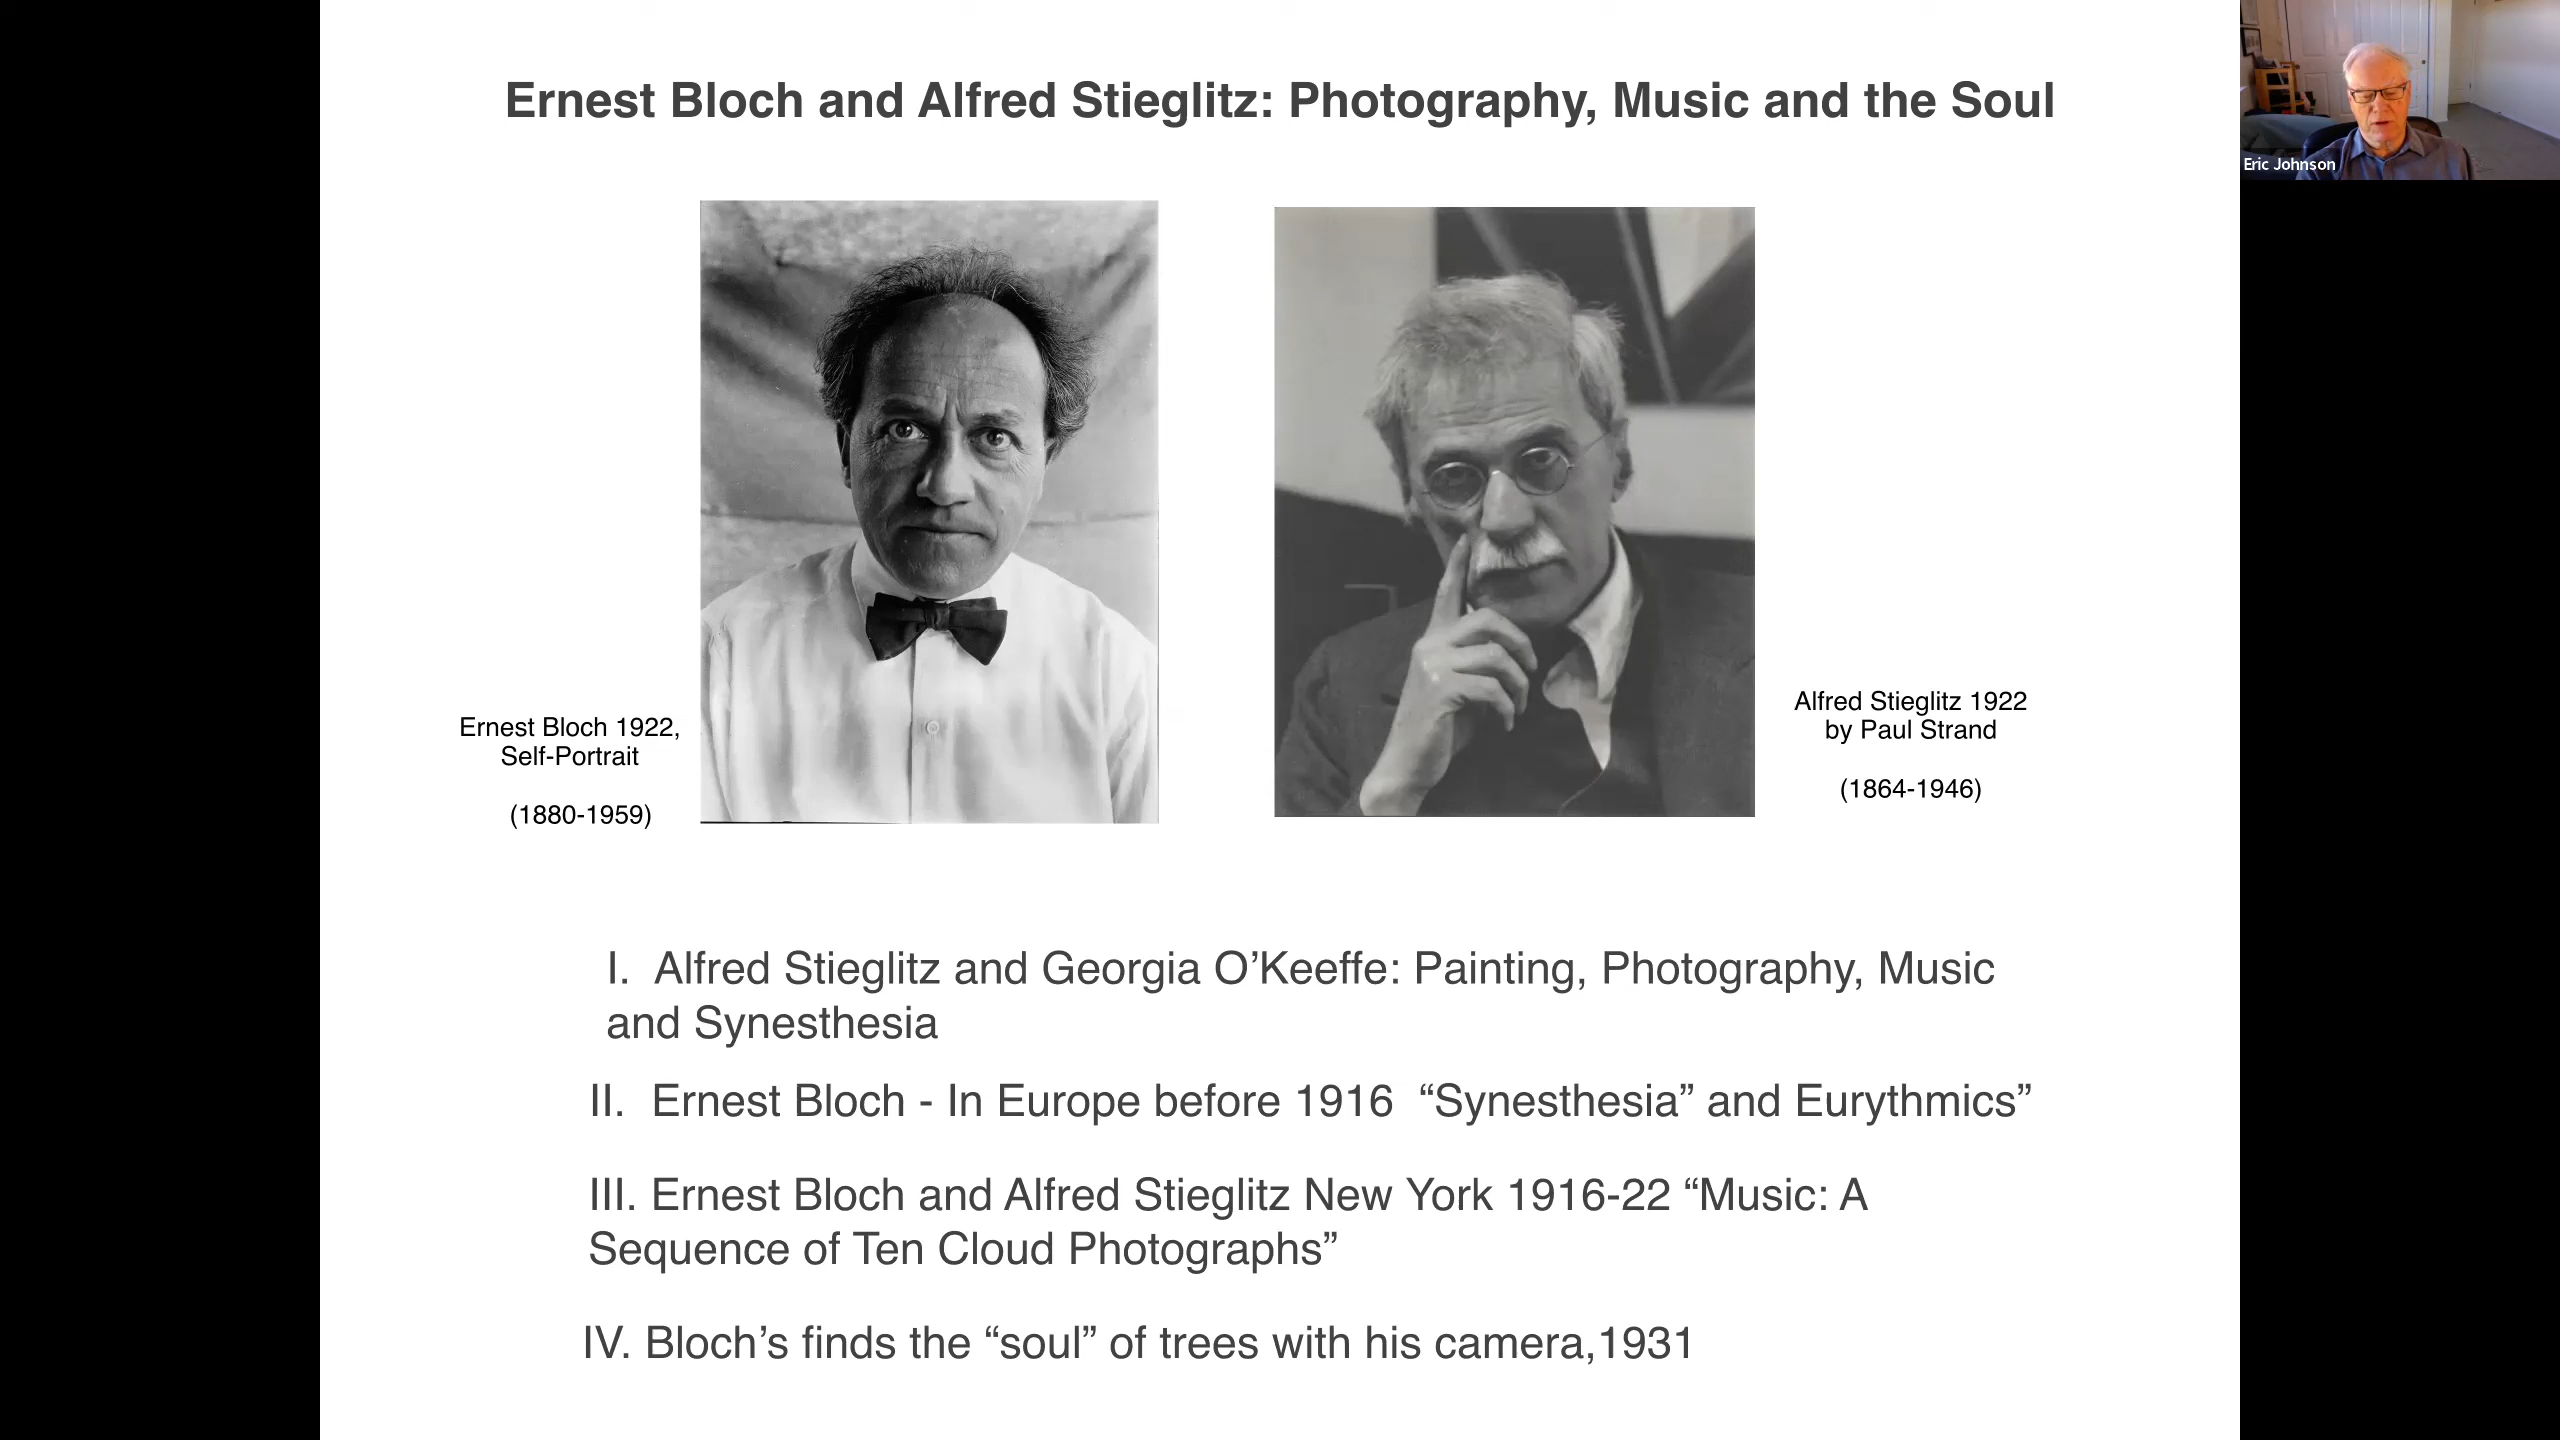 Ernest Bloch and Alfred Stieglitz: Photography, Music and the Soul
Eric Johnson
Ernest Bloch 1922,
Self-Portrait
(1880-1959)
Alfred Stieglitz 1922
by Paul Strand
(1864-1946)
I. Alfred Stieglitz and Georgia O’Keeffe: Painting, Photography, Music
and Synesthesia
II. Ernest Bloch - In Europe before 1916 “Synesthesia” and Eurythmics”
III. Ernest Bloch and Alfred Stieglitz New York 1916-22 “Music: A
Sequence of Ten Cloud Photographs”
IV. Bloch’s finds the “soul” of trees with his camera,1931